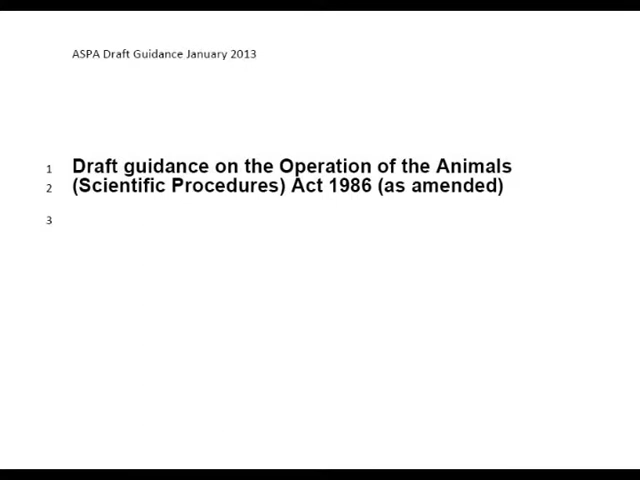 ASPA Draft Guidance January 2013
1 Draft guidance on the Operation of the Animals
2 (Scientific Procedures) Act 1986 (as amended)
3